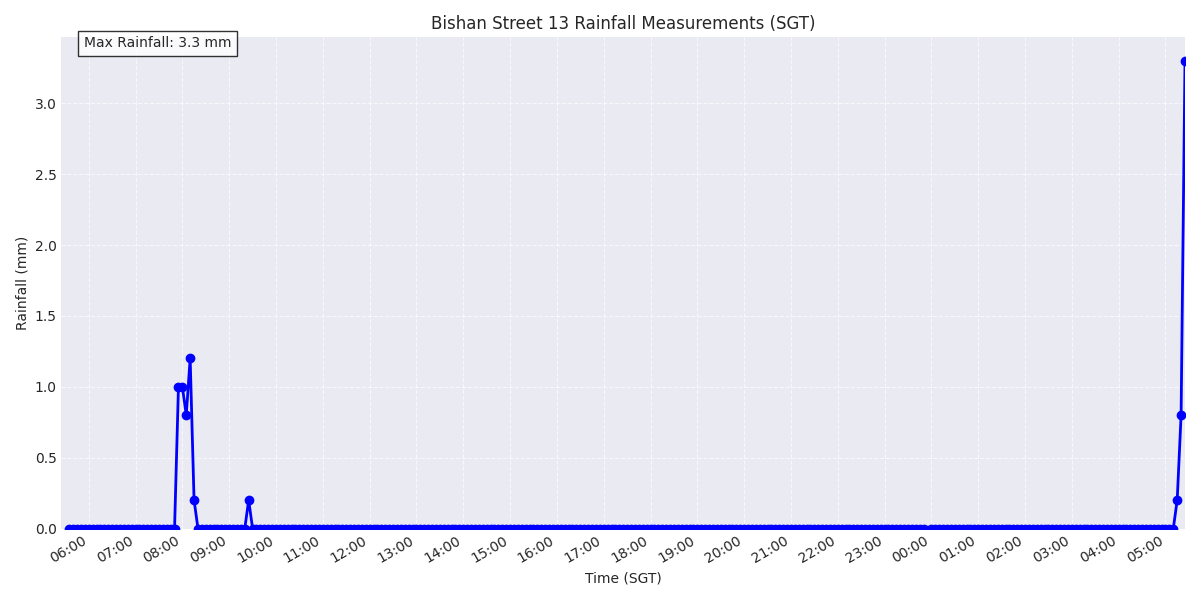 Bishan Street 13 Rainfall Measurements (SGT)
Max Rainfall: 3.3 mm
3.0
2.5
2.0
1.5
1.0
0.5
0.0
Rainfall (mm)
06:00 07:00 08:00 09:00 10:00 11:00 12:00 13:00 14:00 15:00 16:00 17:00 18:00 19:00 20:00 21:00 22:00 23:00 00:00 01:00 02:00 03:00 04:00 05:00
Time (SGT)